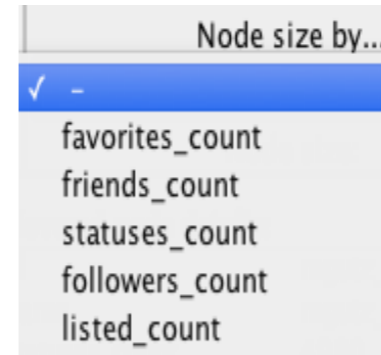 Node size by...
✓ –
favorites_count
friends_count
statuses_count
followers_count
listed_count